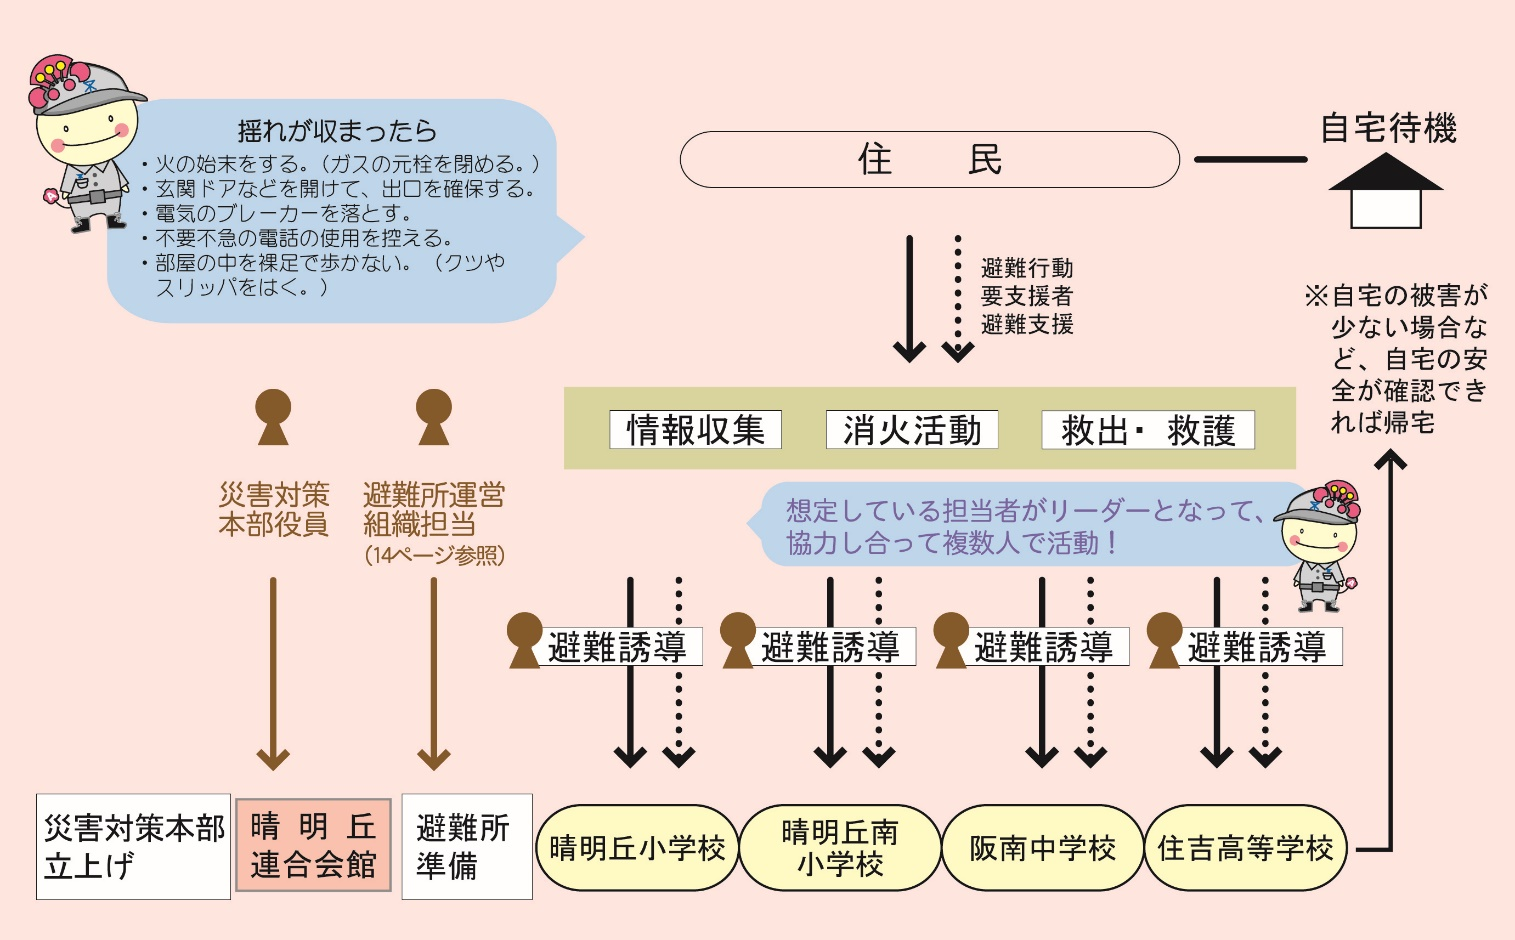 揺れが収まったら
・火の始末をする。（ガスの元栓を閉める。）
・玄関ドアなどを開けて、出口を確保する。
・電気のブレーカーを落とす。
・不要不急の電話の使用を控える。
・部屋の中を裸足で歩かない。（クツや
スリッパをはく。）
住　民
自宅待機
避難行動
要支援者
避難支援
※自宅の被害が
少ない場合な
ど、自宅の安
全が確認でき
れば帰宅
情報収集
消火活動
救出・救護
想定している担当者がリーダーとなって、
協力し合って複数人で活動！
災害対策
本部役員
避難所運営
組織担当
（14ページ参照）
避難誘導
避難誘導
避難誘導
避難誘導
災害対策本部
立上げ
晴明丘
連合会館
避難所
準備
晴明丘小学校
晴明丘南
小学校
阪南中学校
住吉高等学校